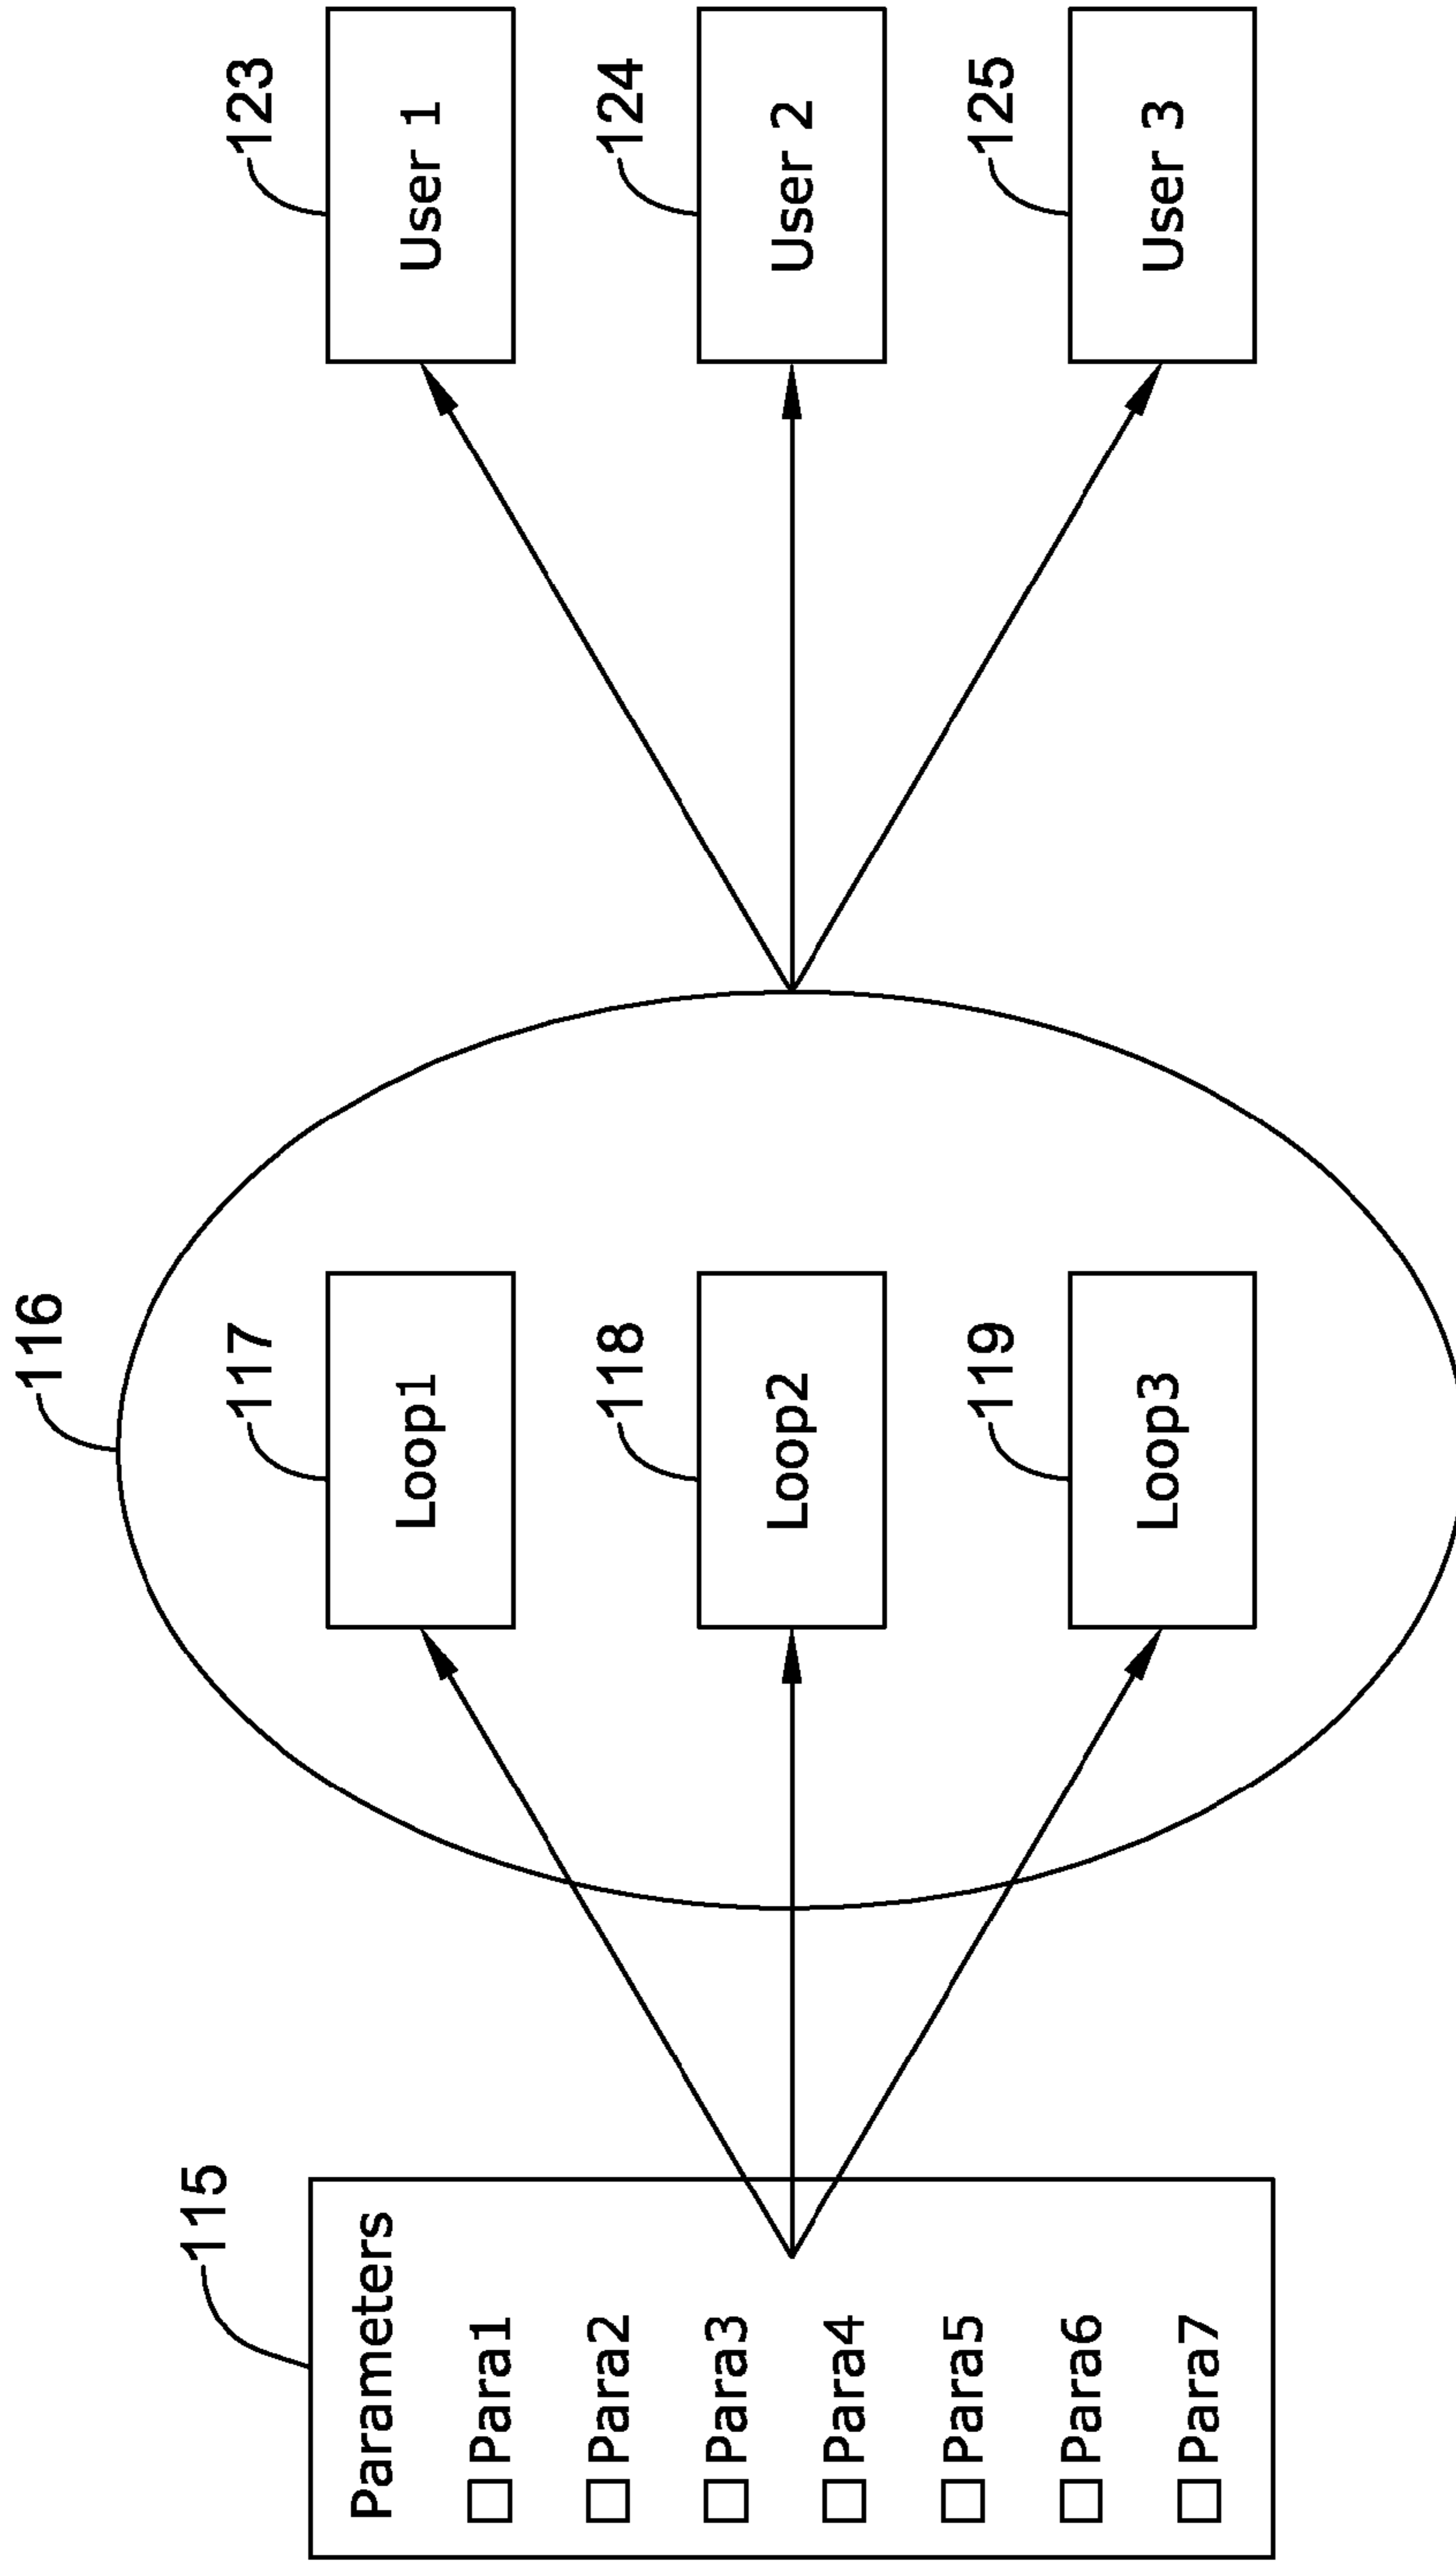 115
Parameters
Para1
Para2
Para3
Para4
Para5
Para6
Para7
116
117
Loop1
118
Loop2
119
Loop3
123
User 1
124
User 2
125
User 3